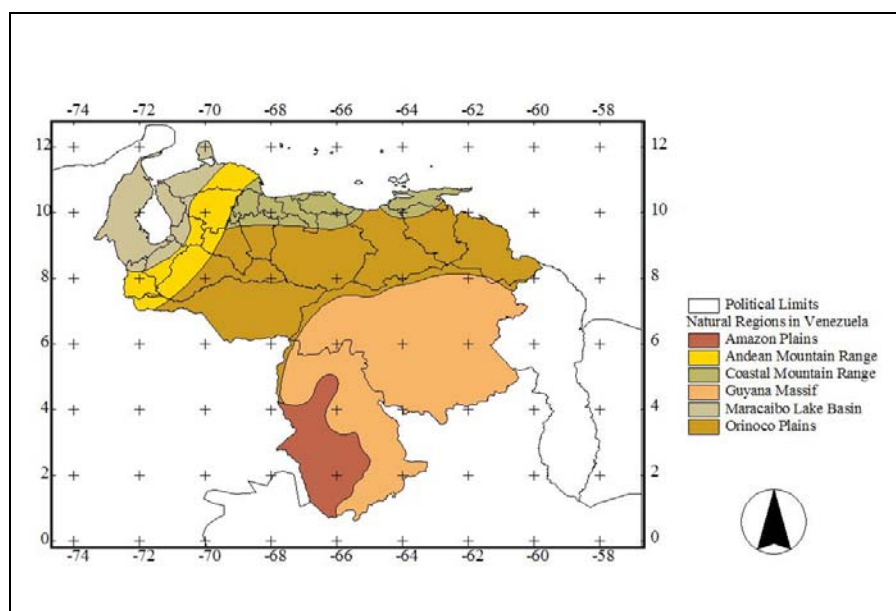 -74 -72 -70 -68 -66 -64 -62 -60 -58
12 12
10 10
8 8
6 6
4 4
2 2
0 0
-74 -72 -70 -68 -66 -64 -62 -60 -58
Political Limits
Natural Regions in Venezuela
Amazon Plains
Andean Mountain Range
Coastal Mountain Range
Guyana Massif
Maracaibo Lake Basin
Orinoco Plains